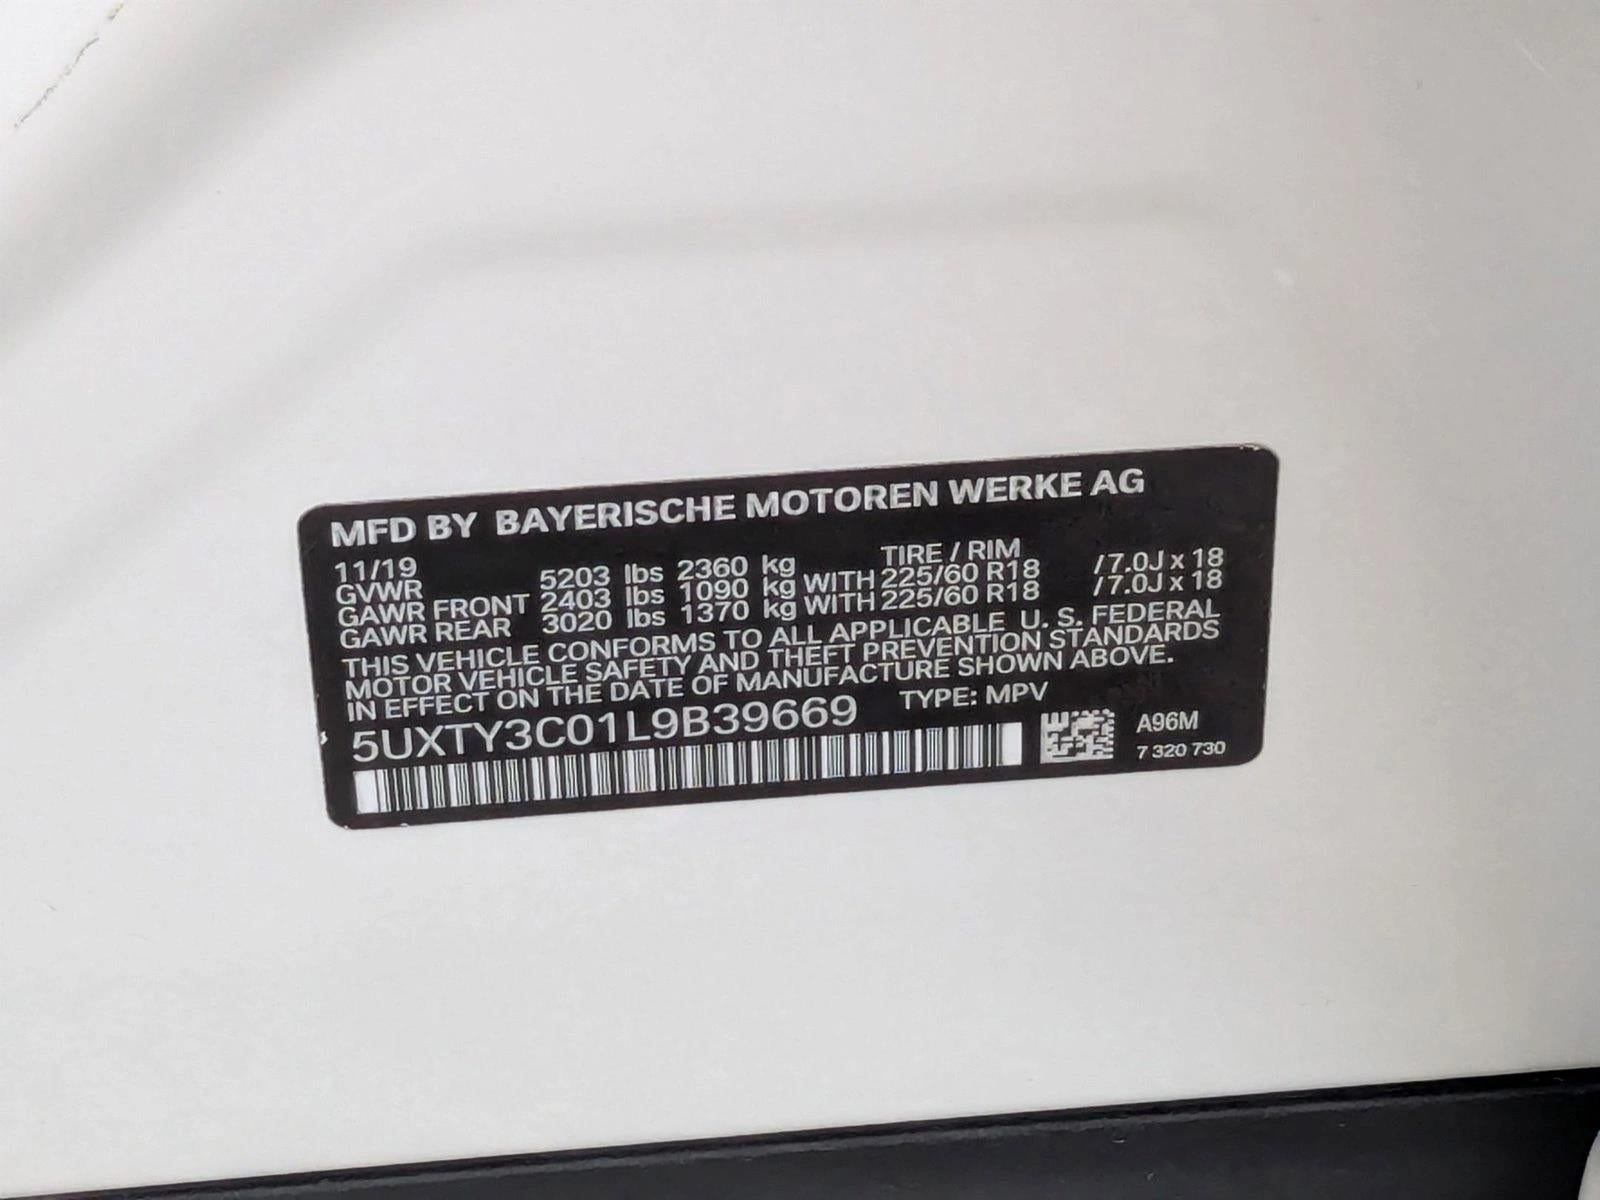 MFD BY BAYERISCHE MOTOREN WERKE AG
11/19 TIRE / RIM
GVWR 5203 lbs 2360 kg
GAWR FRONT 2403 lbs 1090 kg WITH 225/60 R18 /7.0J x 18
GAWR REAR 3020 lbs 1370 kg WITH 225/60 R18 /7.0J x 18
THIS VEHICLE CONFORMS TO ALL APPLICABLE U. S. FEDERAL
MOTOR VEHICLE SAFETY AND THEFT PREVENTION STANDARDS
IN EFFECT ON THE DATE OF MANUFACTURE SHOWN ABOVE.
5UXTY3C01L9B39669 TYPE: MPV
A96M
7 320 730